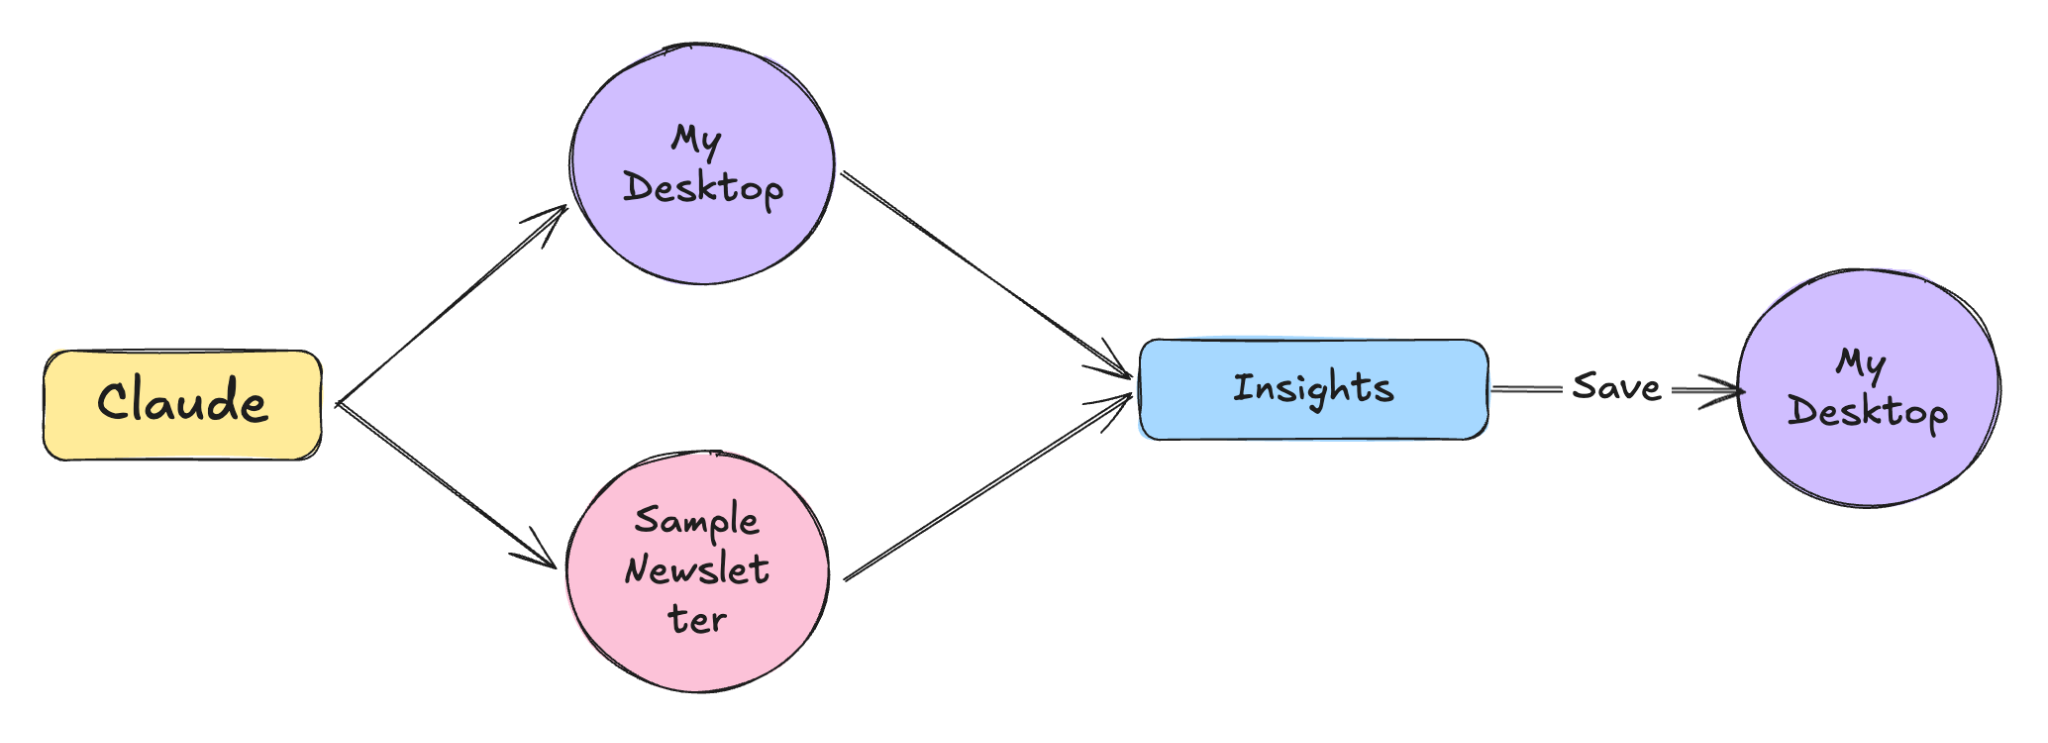 My
Desktop
Claude
Sample
Newslet
ter
Insights
Save
My
Desktop